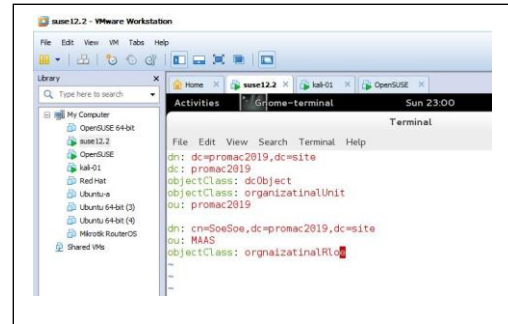 suse12.2 - VMware Workstation
File Edit View VM Tabs Help
Library
Type here to search
My Computer
OpenSUSE 64-bit
suse12.2
OpenSUSE
kali-01
Red Hat
Ubuntu-a
Ubuntu 64-bit (3)
Ubuntu 64-bit (4)
Mikrotik RouterOS
Shared VMs
Home suse12.2 kali-01 OpenSUSE
Activities Gnome-terminal Sun 23:00
Terminal
File Edit View Search Terminal Help
dn: dc=promac2019,dc=site
dc: promac2019
objectClass: dcObject
objectClass: organizatinalUnit
ou: promac2019
dn: cn=SoeSoe,dc=promac2019,dc=site
ou: MAAS
objectClass: orgnaizatinalRloe
~
~
~